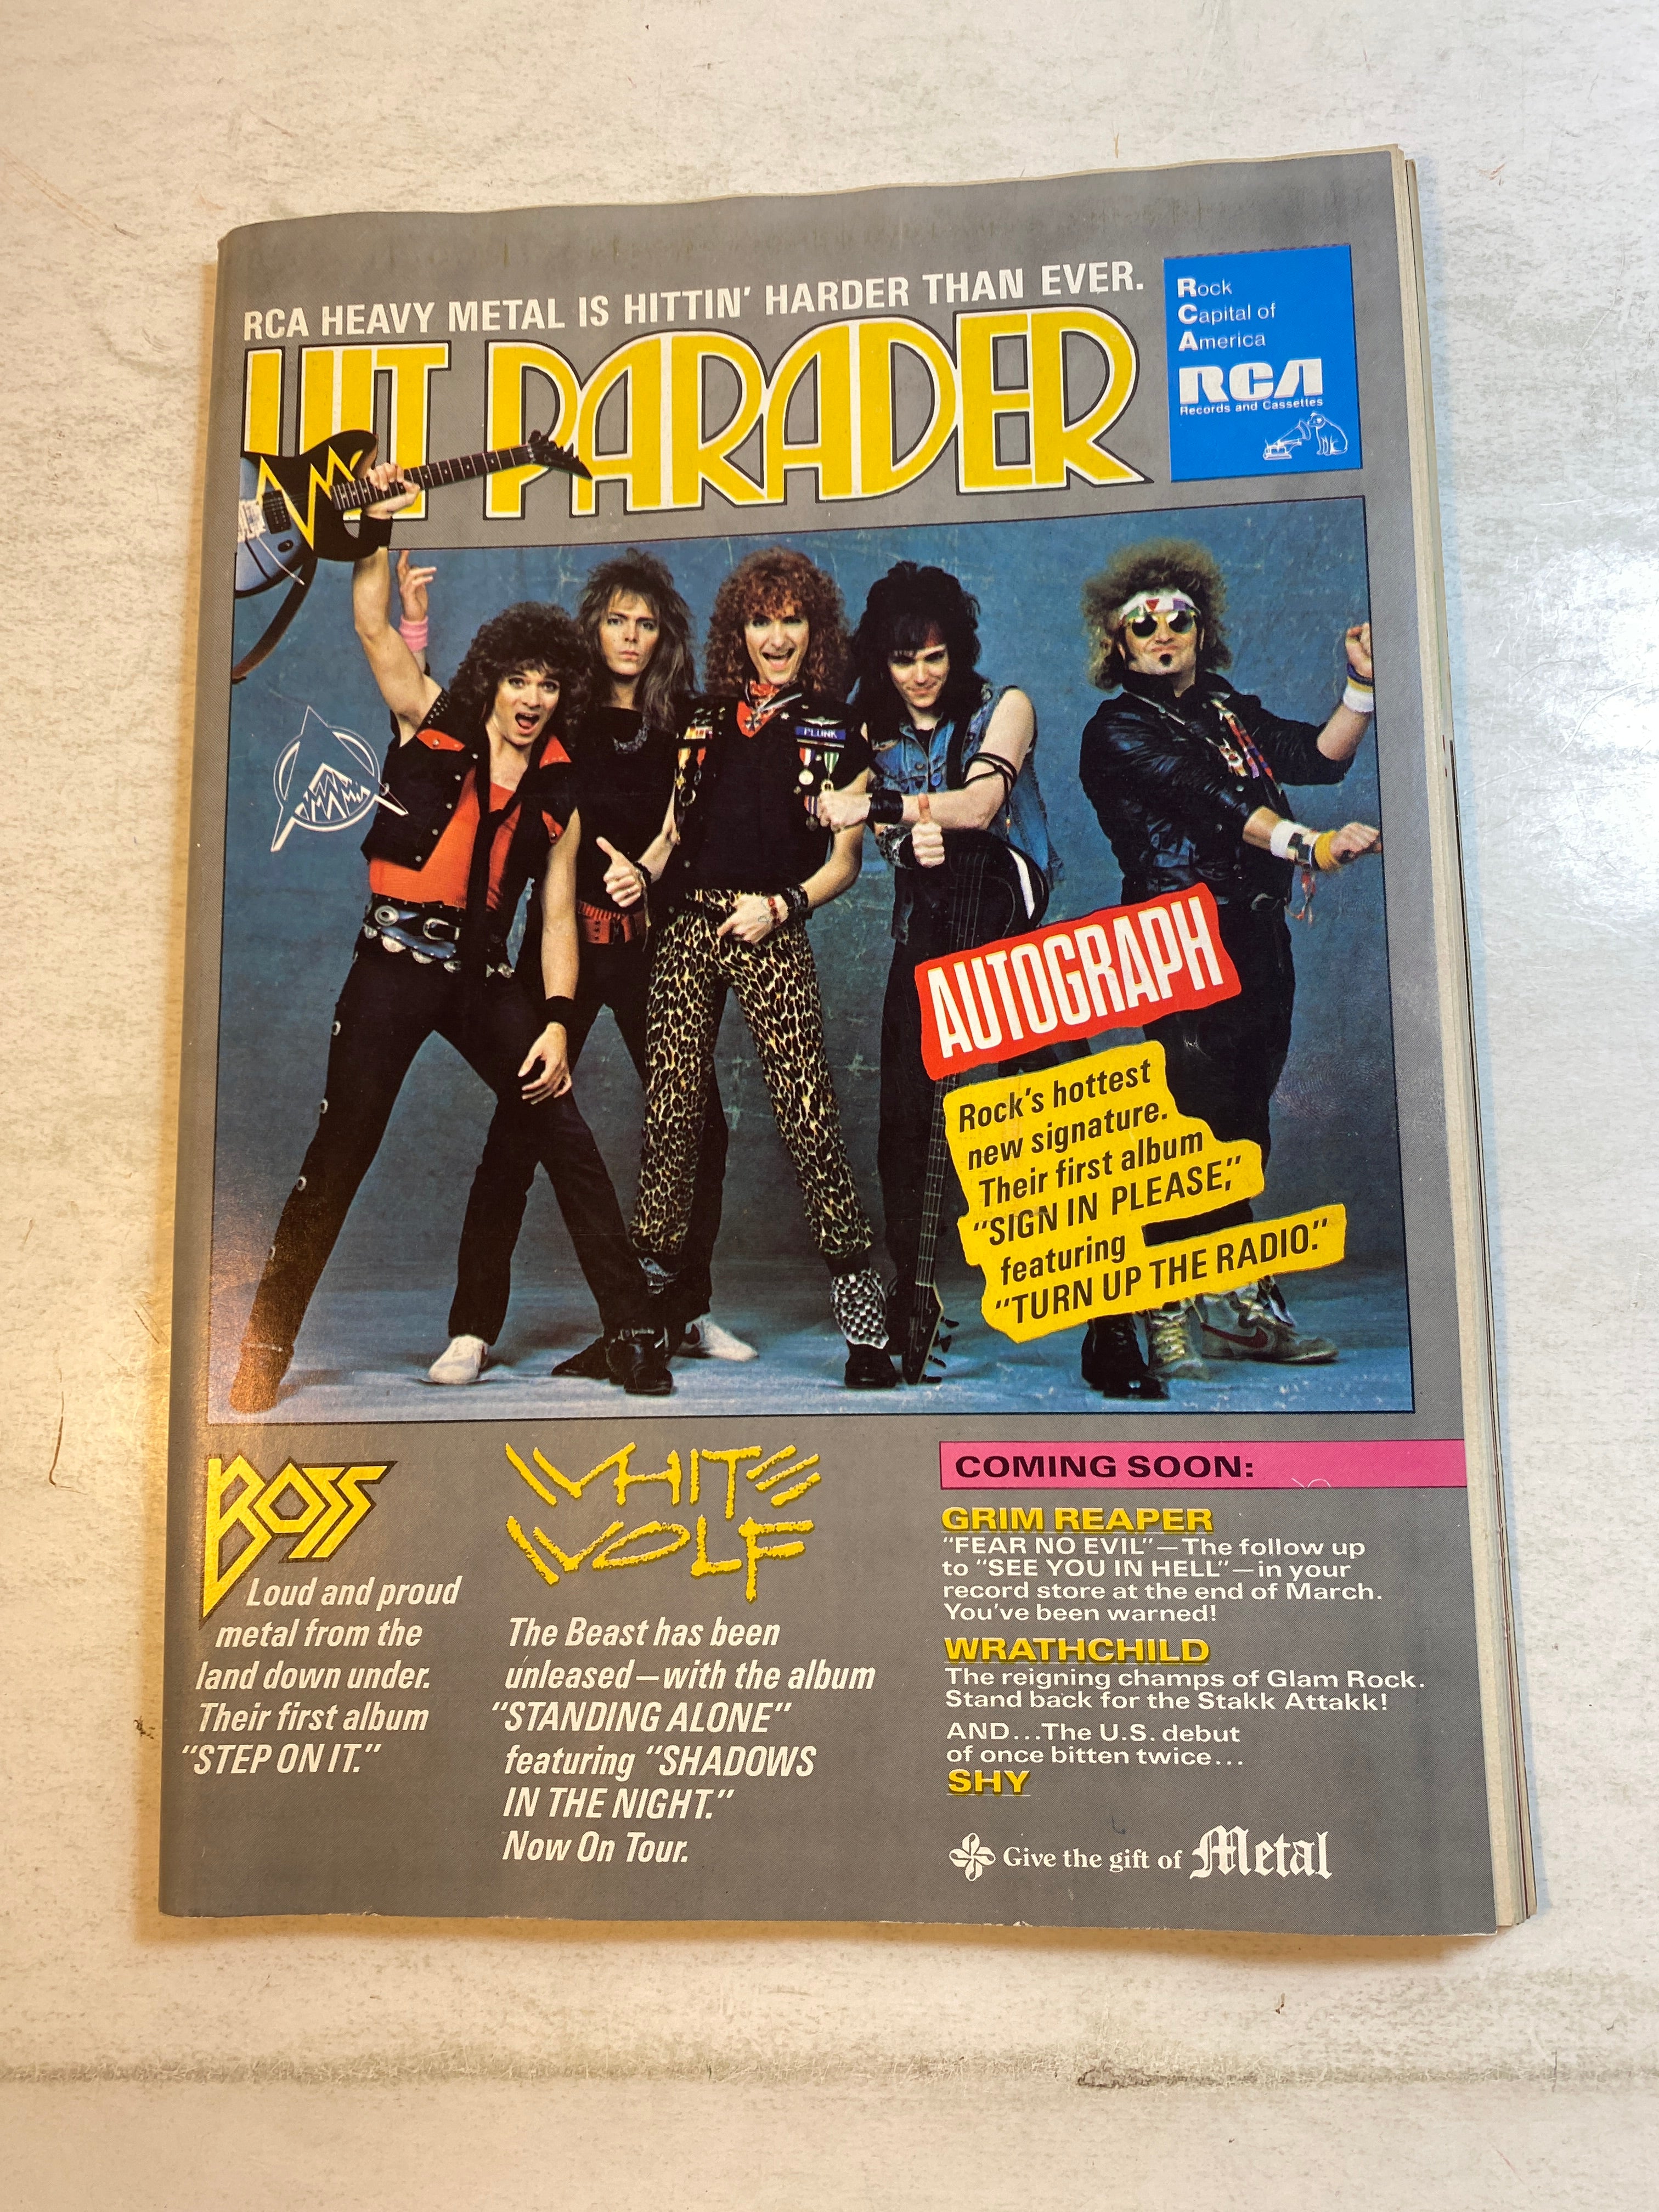 RCA HEAVY METAL IS HITTIN' HARDER THAN EVER.
HIT PARADER
Rock
Capital of
America
RCA
Records and Cassettes
PLUNK
AUTOGRAPH
Rock's hottest
new signature.
Their first album
"SIGN IN PLEASE,"
featuring
"TURN UP THE RADIO."
BOSS
Loud and proud
metal from the
land down under.
Their first album
"STEP ON IT."
WHITE
WOLF
The Beast has been
unleased—with the album
"STANDING ALONE"
featuring "SHADOWS
IN THE NIGHT."
Now On Tour.
COMING SOON:
GRIM REAPER
"FEAR NO EVIL"—The follow up
to "SEE YOU IN HELL"—in your
record store at the end of March.
You've been warned!
WRATHCHILD
The reigning champs of Glam Rock.
Stand back for the Stakk Attakk!
AND...The U.S. debut
of once bitten twice...
SHY
Give the gift of Metal